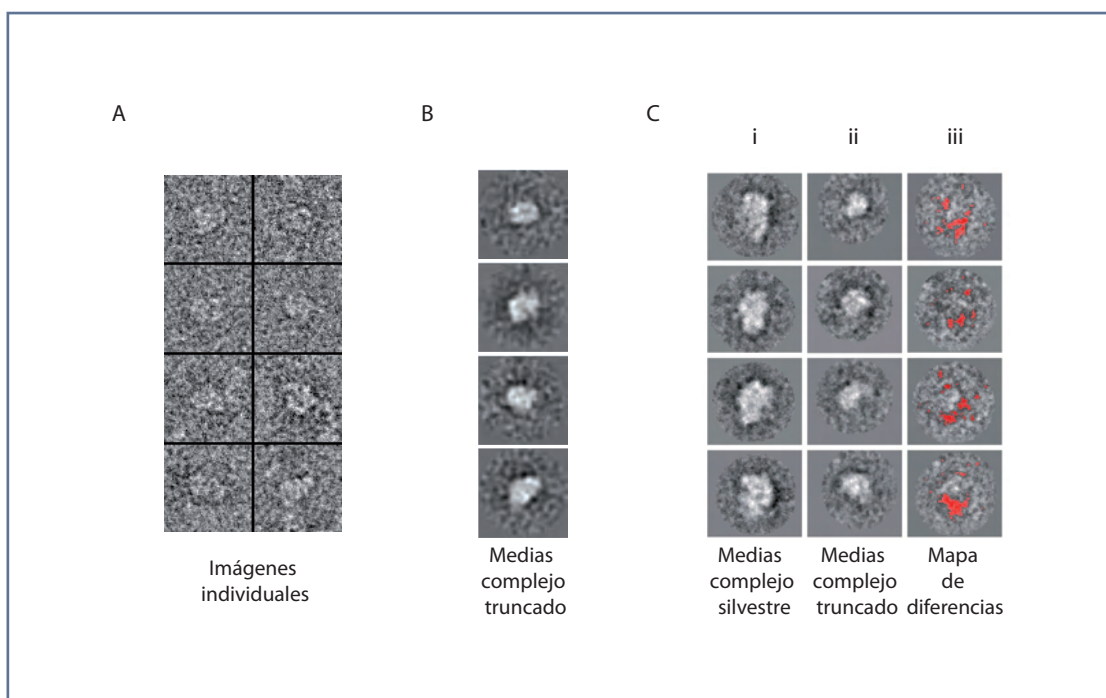 A
B
C
i
ii
iii
Imágenes
individuales
Medias
complejo
truncado
Medias
complejo
silvestre
Medias
complejo
truncado
Mapa
de
diferencias